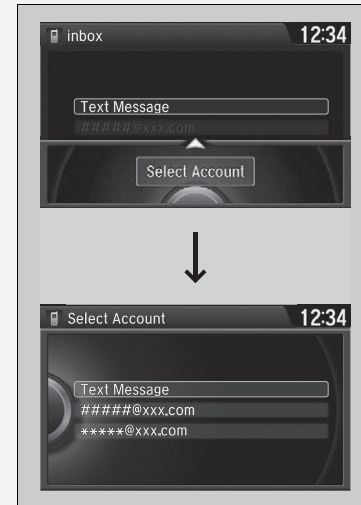 inbox 12:34
Text Message
#####@xxx.com
Select Account
Select Account 12:34
Text Message
#####@xxx.com
*****@xxx.com